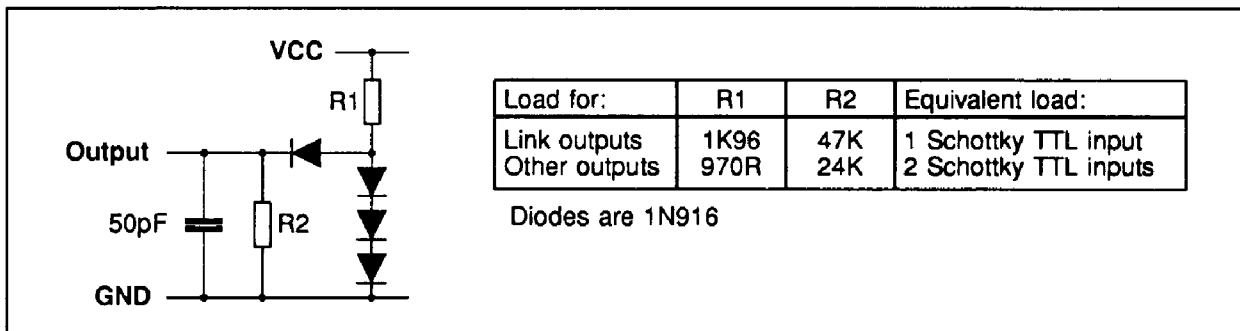 VCC
R1
Output
50pF
R2
GND
Load for: R1 R2 Equivalent load:
Link outputs 1K96 47K 1 Schottky TTL input
Other outputs 970R 24K 2 Schottky TTL inputs
Diodes are 1N916